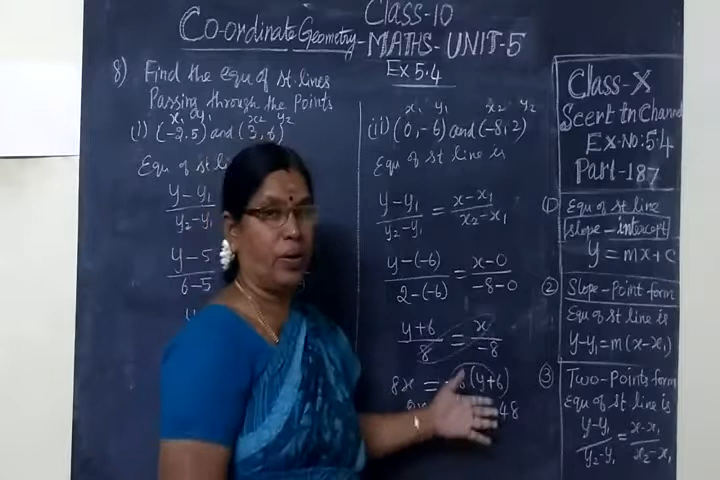 Class-10
Co-ordinate Geometry - MATHS - UNIT-5
Ex 5.4
8) Find the equ of st. lines
Passing through the Points
x₁ y₁ x₂ y₂
(i) (-2,5) and (3,6)
Equ of st
y-y₁
y₂-y₁
y-5
6-5
x₁ y₁ x₂ y₂
(ii) (0,-6) and (-8,2)
Equ of st line is
y-y₁ / y₂-y₁ = x-x₁ / x₂-x₁
y-(-6) / 2-(-6) = x-0 / -8-0
y+6 / 8 = x / -8
8x = (y+6)
48
Class-X
Scert tn Channel
Ex-No: 5.4
Part-187
① Equ of st line
slope-intercept
y = mx+c
② Slope-Point form
Equ of st line is
y-y₁=m(x-x₁)
③ Two-Points form
Equ of st line is
y-y₁ / y₂-y₁ = x-x₁ / x₂-x₁